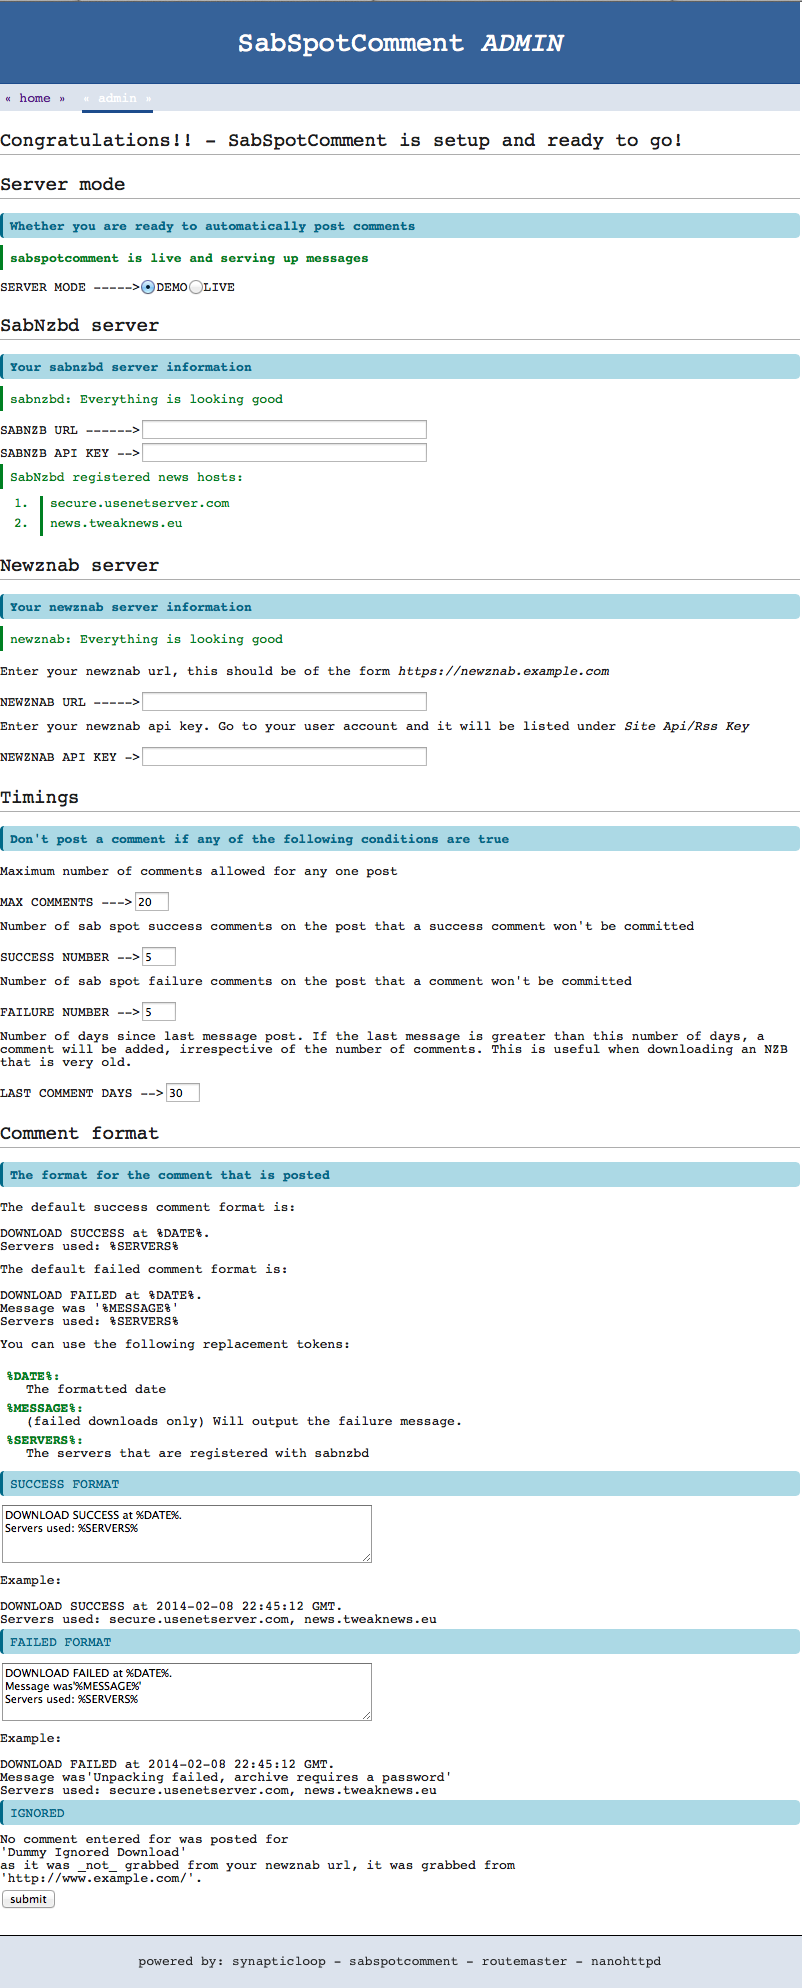 SabSpotComment ADMIN
« home » « admin »
Congratulations!! - SabSpotComment is setup and ready to go!
Server mode
Whether you are ready to automatically post comments
sabspotcomment is live and serving up messages
SERVER MODE ----->DEMO LIVE
SabNzbd server
Your sabnzbd server information
sabnzbd: Everything is looking good
SABNZB URL ------>
SABNZB API KEY -->
SabNzbd registered news hosts:
1. secure.usenetserver.com
2. news.tweaknews.eu
Newznab server
Your newznab server information
newznab: Everything is looking good
Enter your newznab url, this should be of the form https://newznab.example.com
NEWZNAB URL ----->
Enter your newznab api key. Go to your user account and it will be listed under Site Api/Rss Key
NEWZNAB API KEY ->
Timings
Don't post a comment if any of the following conditions are true
Maximum number of comments allowed for any one post
MAX COMMENTS --->20
Number of sab spot success comments on the post that a success comment won't be committed
SUCCESS NUMBER -->5
Number of sab spot failure comments on the post that a comment won't be committed
FAILURE NUMBER -->5
Number of days since last message post. If the last message is greater than this number of days, a
comment will be added, irrespective of the number of comments. This is useful when downloading an NZB
that is very old.
LAST COMMENT DAYS -->30
Comment format
The format for the comment that is posted
The default success comment format is:
DOWNLOAD SUCCESS at %DATE%.
Servers used: %SERVERS%
The default failed comment format is:
DOWNLOAD FAILED at %DATE%.
Message was '%MESSAGE%'
Servers used: %SERVERS%
You can use the following replacement tokens:
%DATE%:
The formatted date
%MESSAGE%:
(failed downloads only) Will output the failure message.
%SERVERS%:
The servers that are registered with sabnzbd
SUCCESS FORMAT
DOWNLOAD SUCCESS at %DATE%.
Servers used: %SERVERS%
Example:
DOWNLOAD SUCCESS at 2014-02-08 22:45:12 GMT.
Servers used: secure.usenetserver.com, news.tweaknews.eu
FAILED FORMAT
DOWNLOAD FAILED at %DATE%.
Message was'%MESSAGE%'
Servers used: %SERVERS%
Example:
DOWNLOAD FAILED at 2014-02-08 22:45:12 GMT.
Message was'Unpacking failed, archive requires a password'
Servers used: secure.usenetserver.com, news.tweaknews.eu
IGNORED
No comment entered for was posted for
'Dummy Ignored Download'
as it was _not_ grabbed from your newznab url, it was grabbed from
'http://www.example.com/'.
submit
powered by: synapticloop - sabspotcomment - routemaster - nanohttpd